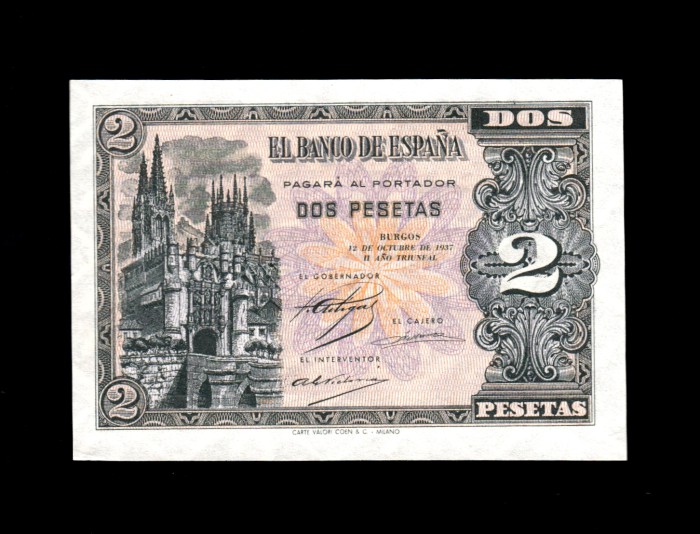 2
DOS
EL BANCO DE ESPAÑA
PAGARÁ AL PORTADOR
DOS PESETAS
BURGOS
12 DE OCTUBRE DE 1937
II AÑO TRIUNFAL
2
EL GOBERNADOR
EL CAJERO
EL INTERVENTOR
2
PESETAS
CARTE VALORI COEN & C. - MILANO